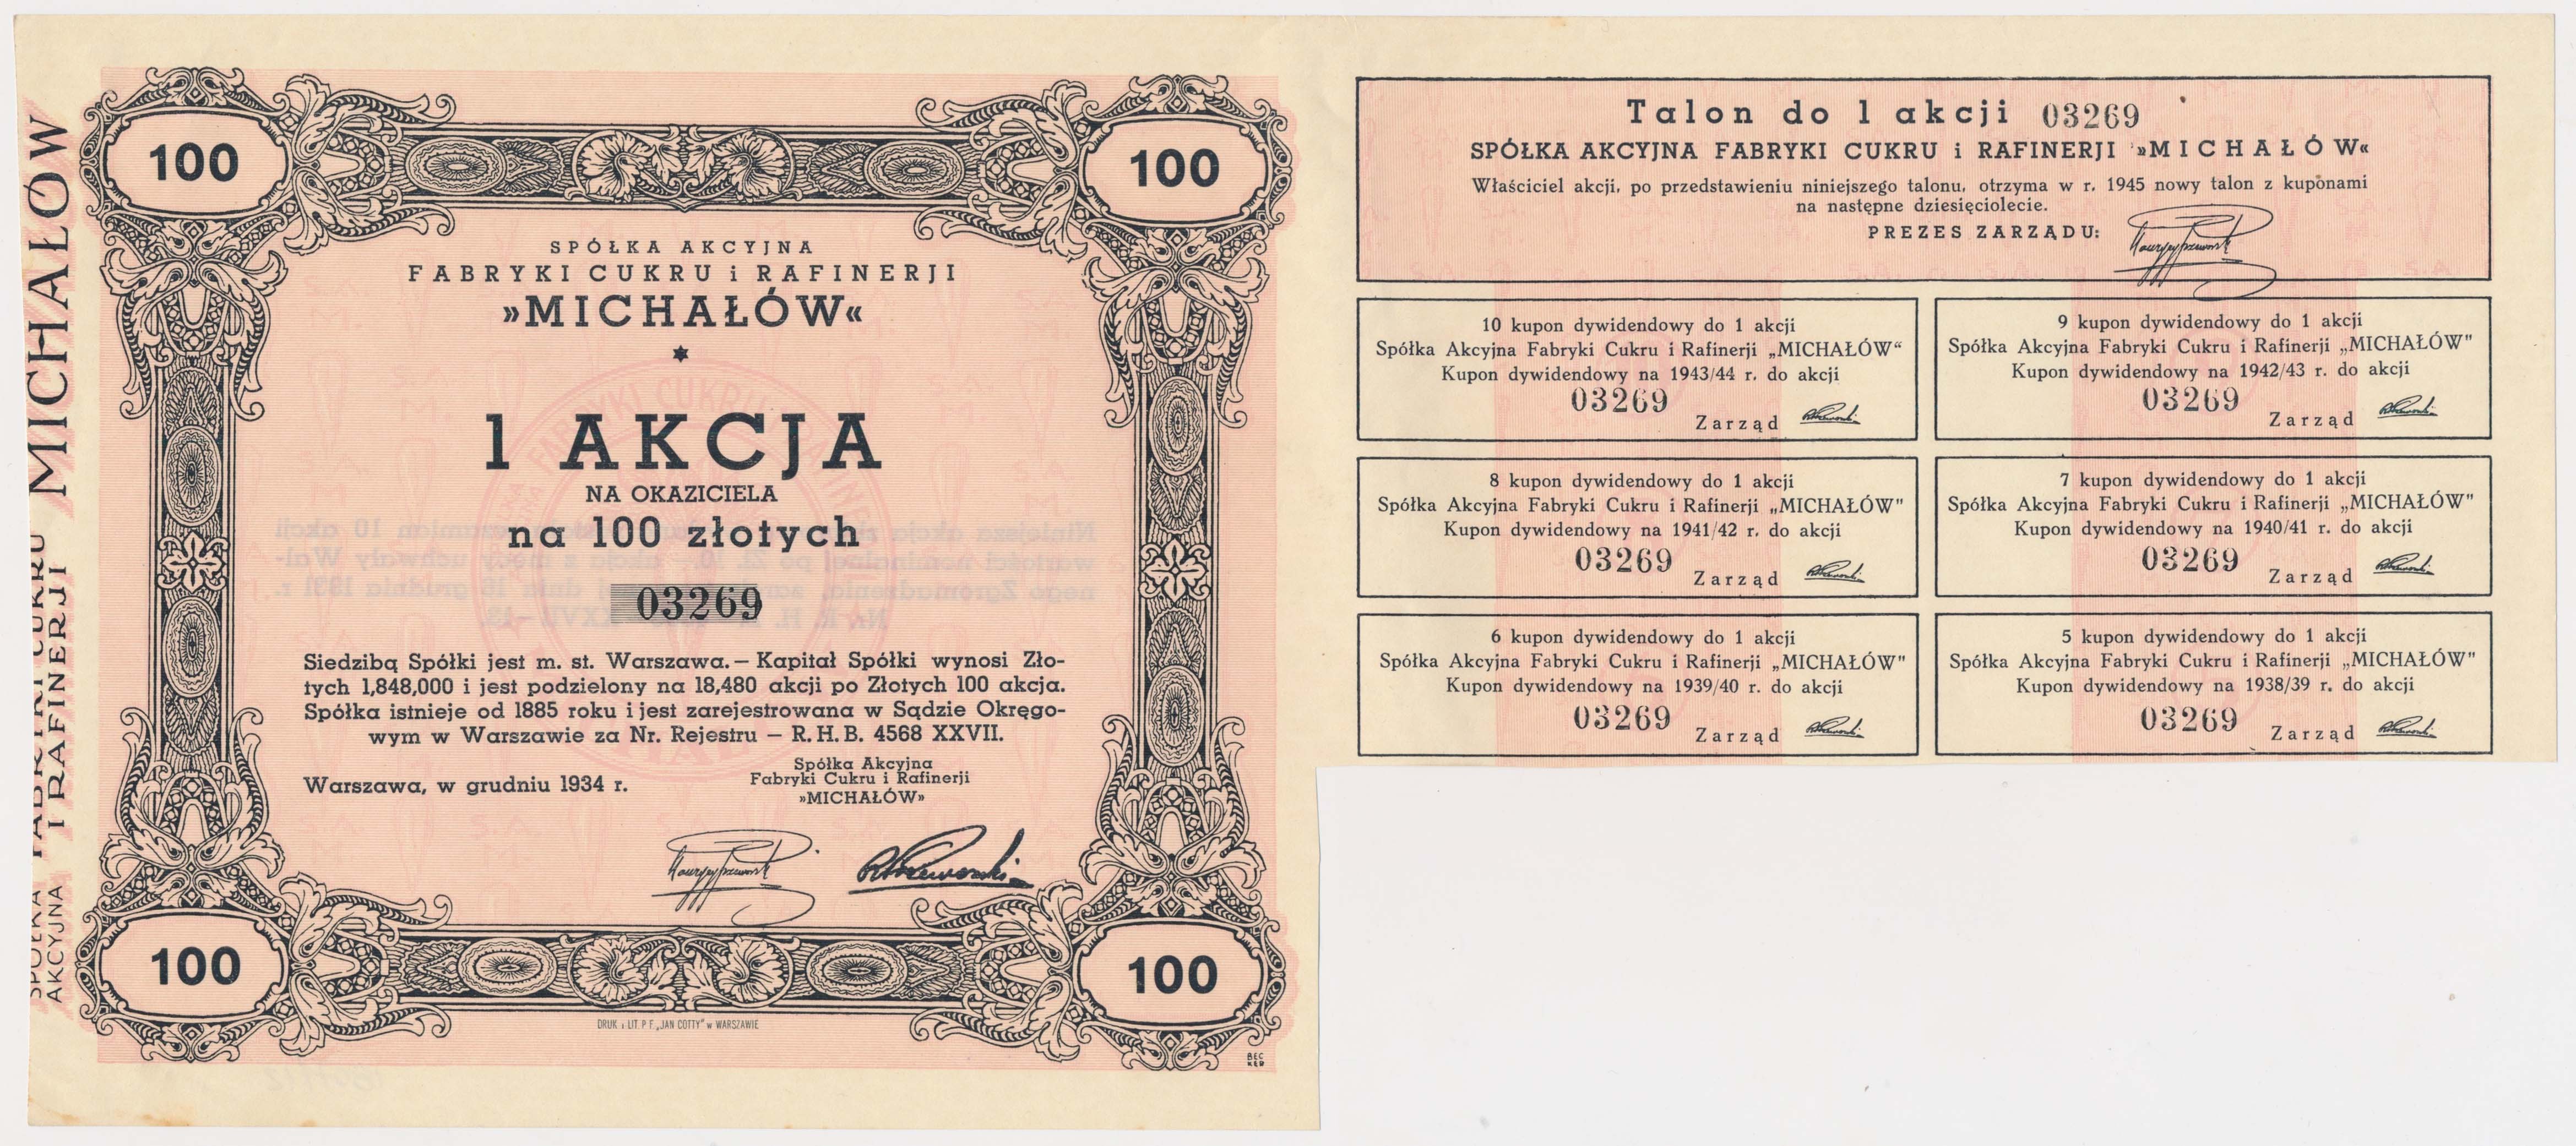 100
100
SPÓŁKA AKCYJNA
FABRYKI CUKRU i RAFINERJI
»MICHAŁÓW«
1 AKCJA
NA OKAZICIELA
na 100 złotych
03269
Siedzibą Spółki jest m. st. Warszawa. — Kapitał Spółki wynosi Zło-
tych 1,848,000 i jest podzielony na 18,480 akcji po Złotych 100 akcja.
Spółka istnieje od 1885 roku i jest zarejestrowana w Sądzie Okręgo-
wym w Warszawie za Nr. Rejestru — R. H. B. 4568 XXVII.
Warszawa, w grudniu 1934 r.
Spółka Akcyjna
Fabryki Cukru i Rafinerji
»MICHAŁÓW»
100
100
DRUK i LIT. P. F. „JAN COTTY" w WARSZAWIE
BEC
KER
SPÓŁKA
AKCYJNA
FABRYKI CUKRU
I RAFINERJI
MICHAŁÓW
Talon do 1 akcji 03269
SPÓŁKA AKCYJNA FABRYKI CUKRU i RAFINERJI »MICHAŁÓW«
Właściciel akcji, po przedstawieniu niniejszego talonu, otrzyma w r. 1945 nowy talon z kuponami
na następne dziesięciolecie.
PREZES ZARZĄDU:
10 kupon dywidendowy do 1 akcji
Spółka Akcyjna Fabryki Cukru i Rafinerji „MICHAŁÓW“
Kupon dywidendowy na 1943/44 r. do akcji
03269
Zarząd
9 kupon dywidendowy do 1 akcji
Spółka Akcyjna Fabryki Cukru i Rafinerji „MICHAŁÓW"
Kupon dywidendowy na 1942/43 r. do akcji
03269
Zarząd
8 kupon dywidendowy do 1 akcji
Spółka Akcyjna Fabryki Cukru i Rafinerji „MICHAŁÓW"
Kupon dywidendowy na 1941/42 r. do akcji
03269
Zarząd
7 kupon dywidendowy do 1 akcji
Spółka Akcyjna Fabryki Cukru i Rafinerji „MICHAŁÓW"
Kupon dywidendowy na 1940/41 r. do akcji
03269
Zarząd
6 kupon dywidendowy do 1 akcji
Spółka Akcyjna Fabryki Cukru i Rafinerji „MICHAŁÓW"
Kupon dywidendowy na 1939/40 r. do akcji
03269
Zarząd
5 kupon dywidendowy do 1 akcji
Spółka Akcyjna Fabryki Cukru i Rafinerji „MICHAŁÓW"
Kupon dywidendowy na 1938/39 r. do akcji
03269
Zarząd